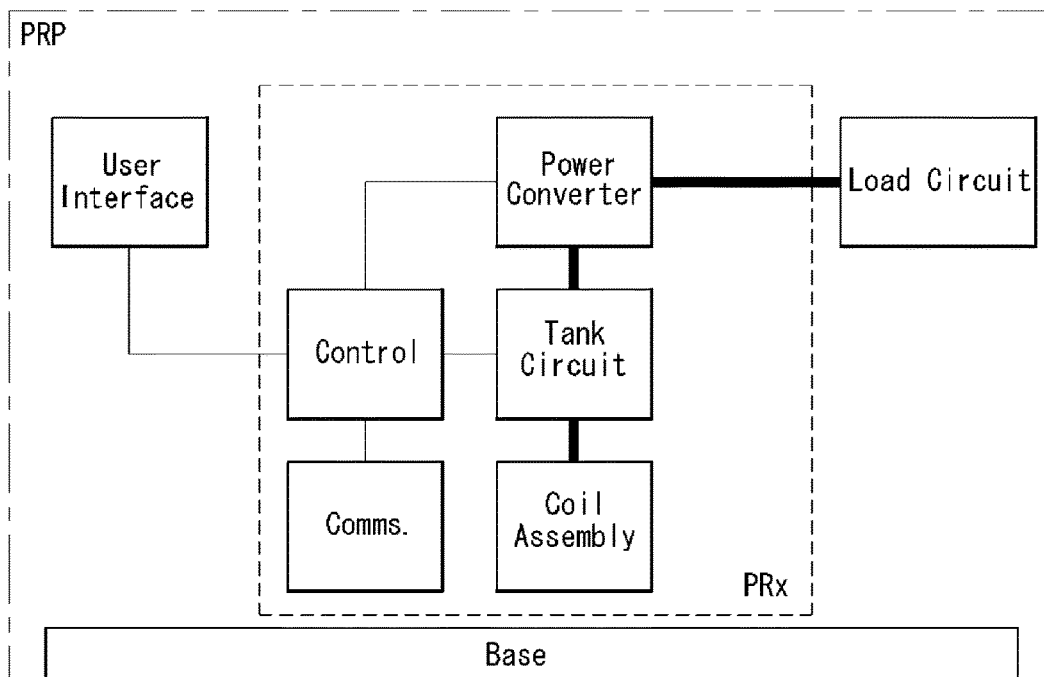 PRP
User
Interface
Power
Converter
Load Circuit
Control
Tank
Circuit
Comms.
Coil
Assembly
PRx
Base